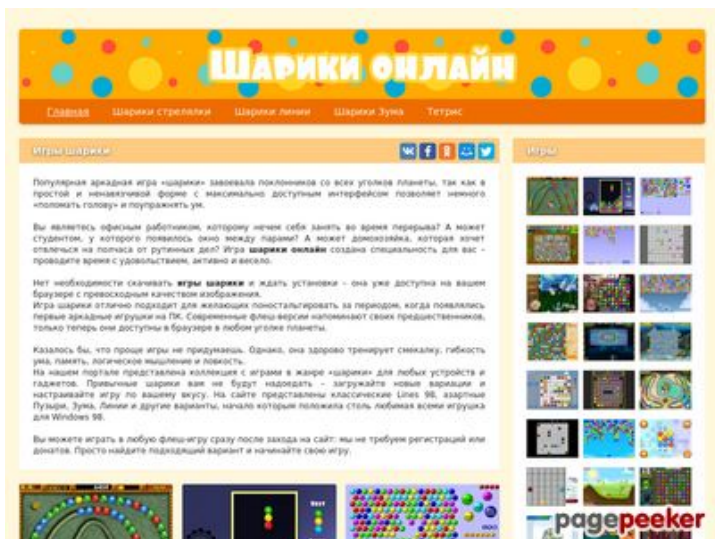 Шарики онлайн
Главная Шарики стрелялки Шарики линии Шарики Зума Тетрис
Игры шарики
Игры
Популярная аркадная игра «шарики» завоевала поклонников со всех уголков планеты, так как в
простой и ненавязчивой форме с максимально доступным интерфейсом позволяет немного
«поломать голову» и поупражнять ум.
Вы являетесь офисным работником, которому нечем себя занять во время перерыва? А может
студентом, у которого появилось окно между парами? А может домохозяйка, которая хочет
отвлечься на полчаса от рутинных дел? Игра шарики онлайн создана специальность для вас –
проводите время с удовольствием, активно и весело.
Нет необходимости скачивать игры шарики и ждать установки – она уже доступна на вашем
браузере с превосходным качеством изображения.
Игра шарики отлично подходит для желающих поностальгировать за периодом, когда появлялись
первые аркадные игрушки на ПК. Современные флеш-версии напоминают своих предшественников,
только теперь они доступны в браузере в любом уголке планеты.
Казалось бы, что проще игры не придумаешь. Однако, она здорово тренирует смекалку, гибкость
ума, память, логическое мышление и ловкость.
На нашем портале представлена коллекция с играми в жанре «шарики» для любых устройств и
гаджетов. Привычные шарики вам не будут надоедать – загружайте новые вариации и
настраивайте игру по вашему вкусу. На сайте представлены классические Lines 98, азартные
Пузыри, Зума, Линии и другие варианты, начало которым положила столь любимая всеми игрушка
для Windows 98.
Вы можете играть в любую флеш-игру сразу после захода на сайт: мы не требуем регистраций или
донатов. Просто найдите подходящий вариант и начинайте свою игру.
pagepeeker